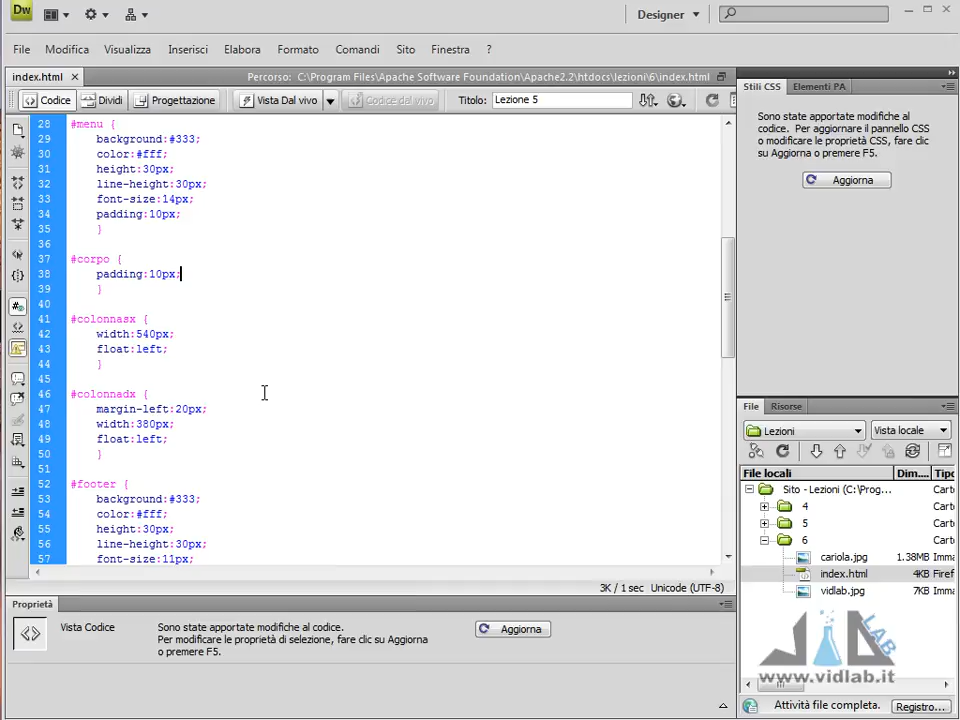 Dw
Designer
File Modifica Visualizza Inserisci Elabora Formato Comandi Sito Finestra ?
index.html
Percorso: C:\Program Files\Apache Software Foundation\Apache2.2\htdocs\lezioni\6\index.html
Codice Dividi Progettazione Vista Dal vivo Codice dal vivo Titolo: Lezione 5
28 #menu {
29 background:#333;
30 color:#fff;
31 height:30px;
32 line-height:30px;
33 font-size:14px;
34 padding:10px;
35 }
36
37 #corpo {
38 padding:10px;
39 }
40
41 #colonnasx {
42 width:540px;
43 float:left;
44 }
45
46 #colonnadx {
47 margin-left:20px;
48 width:380px;
49 float:left;
50 }
51
52 #footer {
53 background:#333;
54 color:#fff;
55 height:30px;
56 line-height:30px;
57 font-size:11px;
3K / 1 sec Unicode (UTF-8)
Proprietà
Vista Codice
Sono state apportate modifiche al codice.
Per modificare le proprietà di selezione, fare clic su Aggiorna
o premere F5.
Aggiorna
Stili CSS Elementi PA
Sono state apportate modifiche al
codice. Per aggiornare il pannello CSS
o modificare le proprietà CSS, fare clic
su Aggiorna o premere F5.
Aggiorna
File Risorse
Lezioni Vista locale
File locali Dim.... Tipo
Sito - Lezioni (C:\Prog... Carte
4 Carte
5 Carte
6 Carte
cariola.jpg 1.38MB Imma
index.html 4KB Firef
vidlab.jpg 7KB Imma
LAB
www.vidlab.it
Attività file completa. Registro...